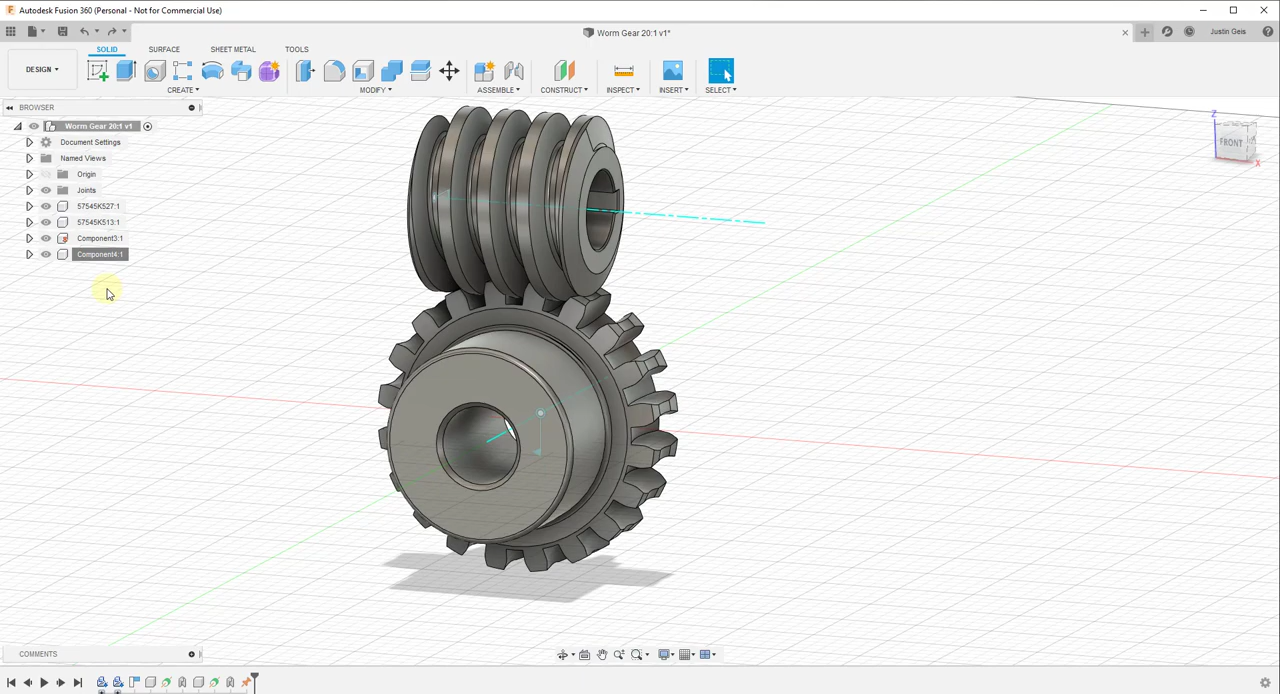 Autodesk Fusion 360 (Personal - Not for Commercial Use)
Worm Gear 20:1 v1*
Justin Geis
SOLID SURFACE SHEET METAL TOOLS
DESIGN
CREATE MODIFY ASSEMBLE CONSTRUCT INSPECT INSERT SELECT
BROWSER
Worm Gear 20:1 v1
Document Settings
Named Views
Origin
Joints
57545K527:1
57545K513:1
Component3:1
Component4:1
Z
FRONT
X
COMMENTS